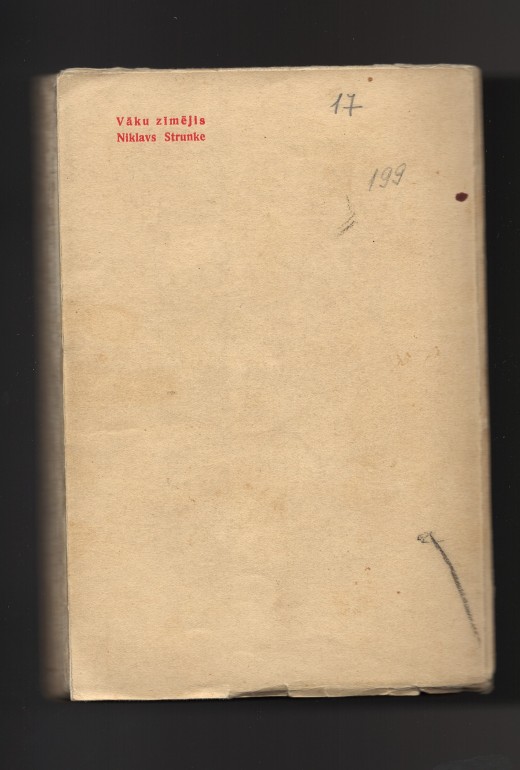 Vāku zīmējis
Niklavs Strunke
17
199